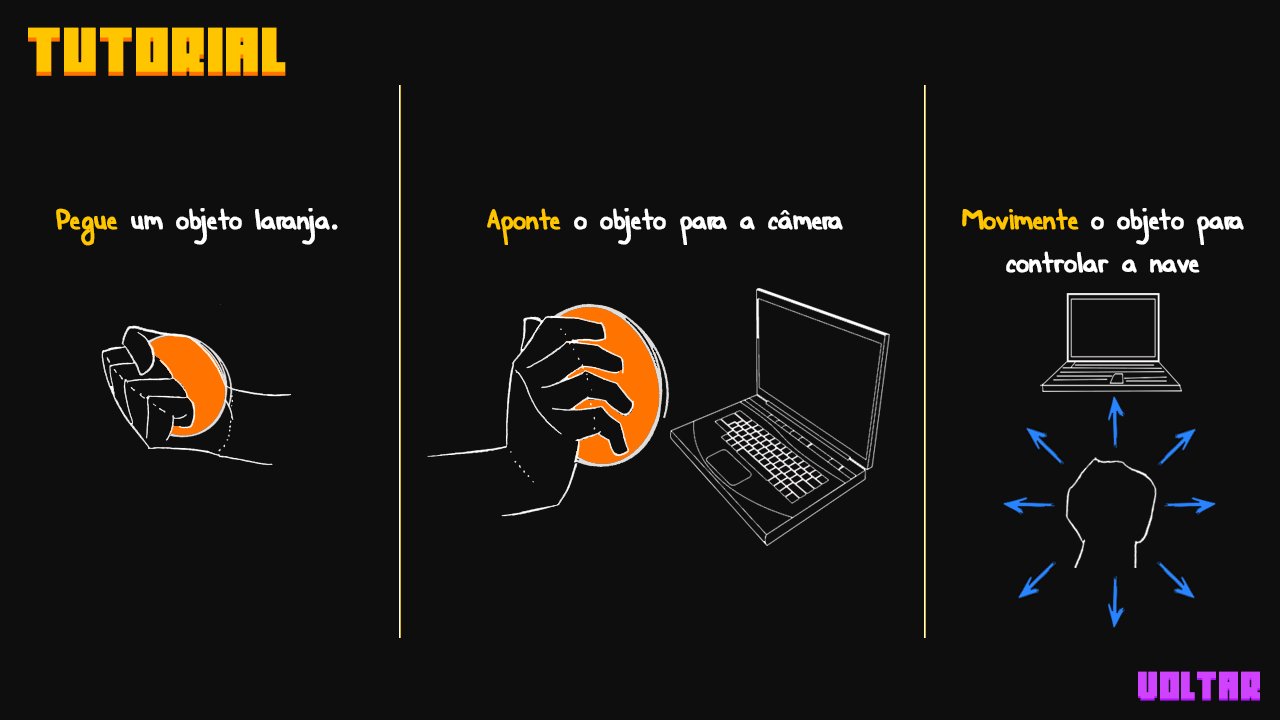 TUTORIAL
Pegue um objeto laranja.
Aponte o objeto para a câmera
Movimente o objeto para
controlar a nave
VOLTAR